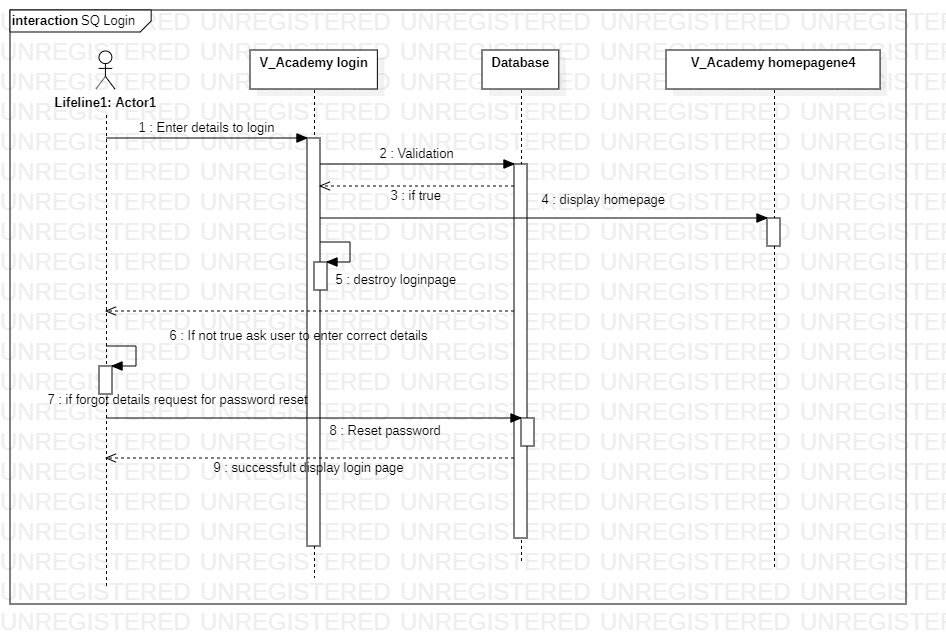 interaction SQ Login
V_Academy login
Database
V_Academy homepagene4
Lifeline1: Actor1
1 : Enter details to login
2 : Validation
3 : if true
4 : display homepage
5 : destroy loginpage
6 : If not true ask user to enter correct details
7 : if forgot details request for password reset
8 : Reset password
9 : successfult display login page
UNREGISTERED UNREGISTERED UNREGISTERED UNREGISTERED UNREGISTERED